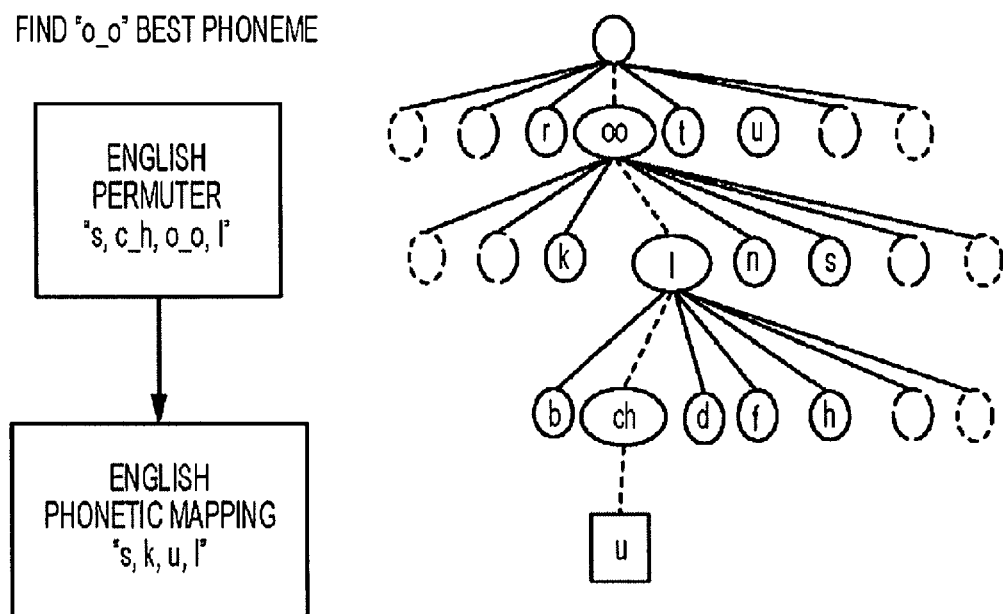 FIND "o_o" BEST PHONEME
ENGLISH
PERMUTER
"s, c_h, o_o, l"
ENGLISH
PHONETIC MAPPING
"s, k, u, l"
r oo t u
k l n s
b ch d f h
u